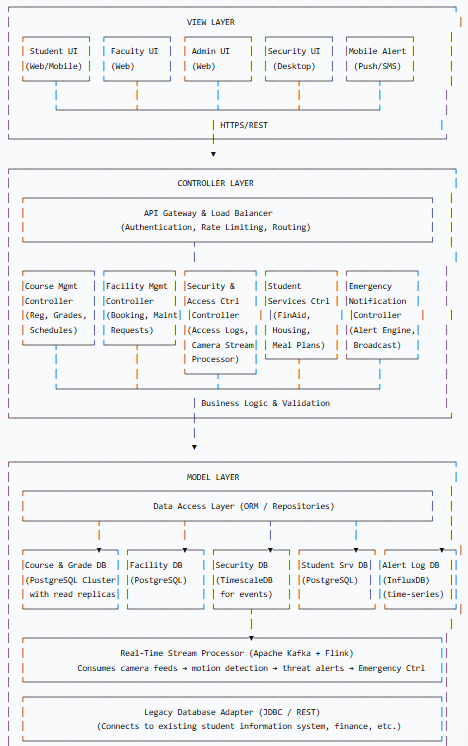 VIEW LAYER
Student UI Faculty UI Admin UI Security UI Mobile Alert
(Web/Mobile) (Web) (Web) (Desktop) (Push/SMS)
HTTPS/REST
CONTROLLER LAYER
API Gateway & Load Balancer
(Authentication, Rate Limiting, Routing)
Course Mgmt Facility Mgmt Security & Student Emergency
Controller Controller Access Ctrl Services Ctrl Notification
(Reg, Grades, (Booking, Maint Controller (FinAid, Controller
Schedules) Requests) (Access Logs, Housing, (Alert Engine,
Camera Stream Meal Plans) Broadcast)
Processor)
Business Logic & Validation
MODEL LAYER
Data Access Layer (ORM / Repositories)
Course & Grade DB Facility DB Security DB Student Srv DB Alert Log DB
(PostgreSQL Cluster (PostgreSQL) (TimescaleDB (PostgreSQL) (InfluxDB)
with read replicas for events) (time-series)
Real-Time Stream Processor (Apache Kafka + Flink)
Consumes camera feeds → motion detection → threat alerts → Emergency Ctrl
Legacy Database Adapter (JDBC / REST)
(Connects to existing student information system, finance, etc.)